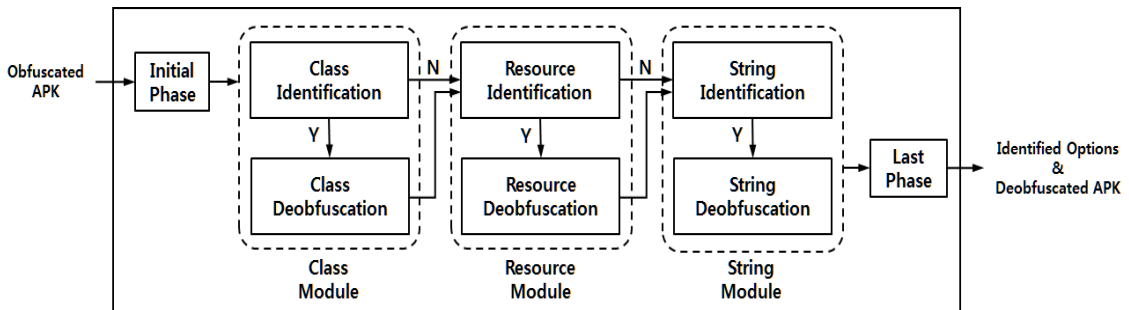 Obfuscated
APK
Initial
Phase
Class
Identification
N
Y
Class
Deobfuscation
Class
Module
Resource
Identification
N
Y
Resource
Deobfuscation
Resource
Module
String
Identification
Y
String
Deobfuscation
String
Module
Last
Phase
Identified Options
&
Deobfuscated APK